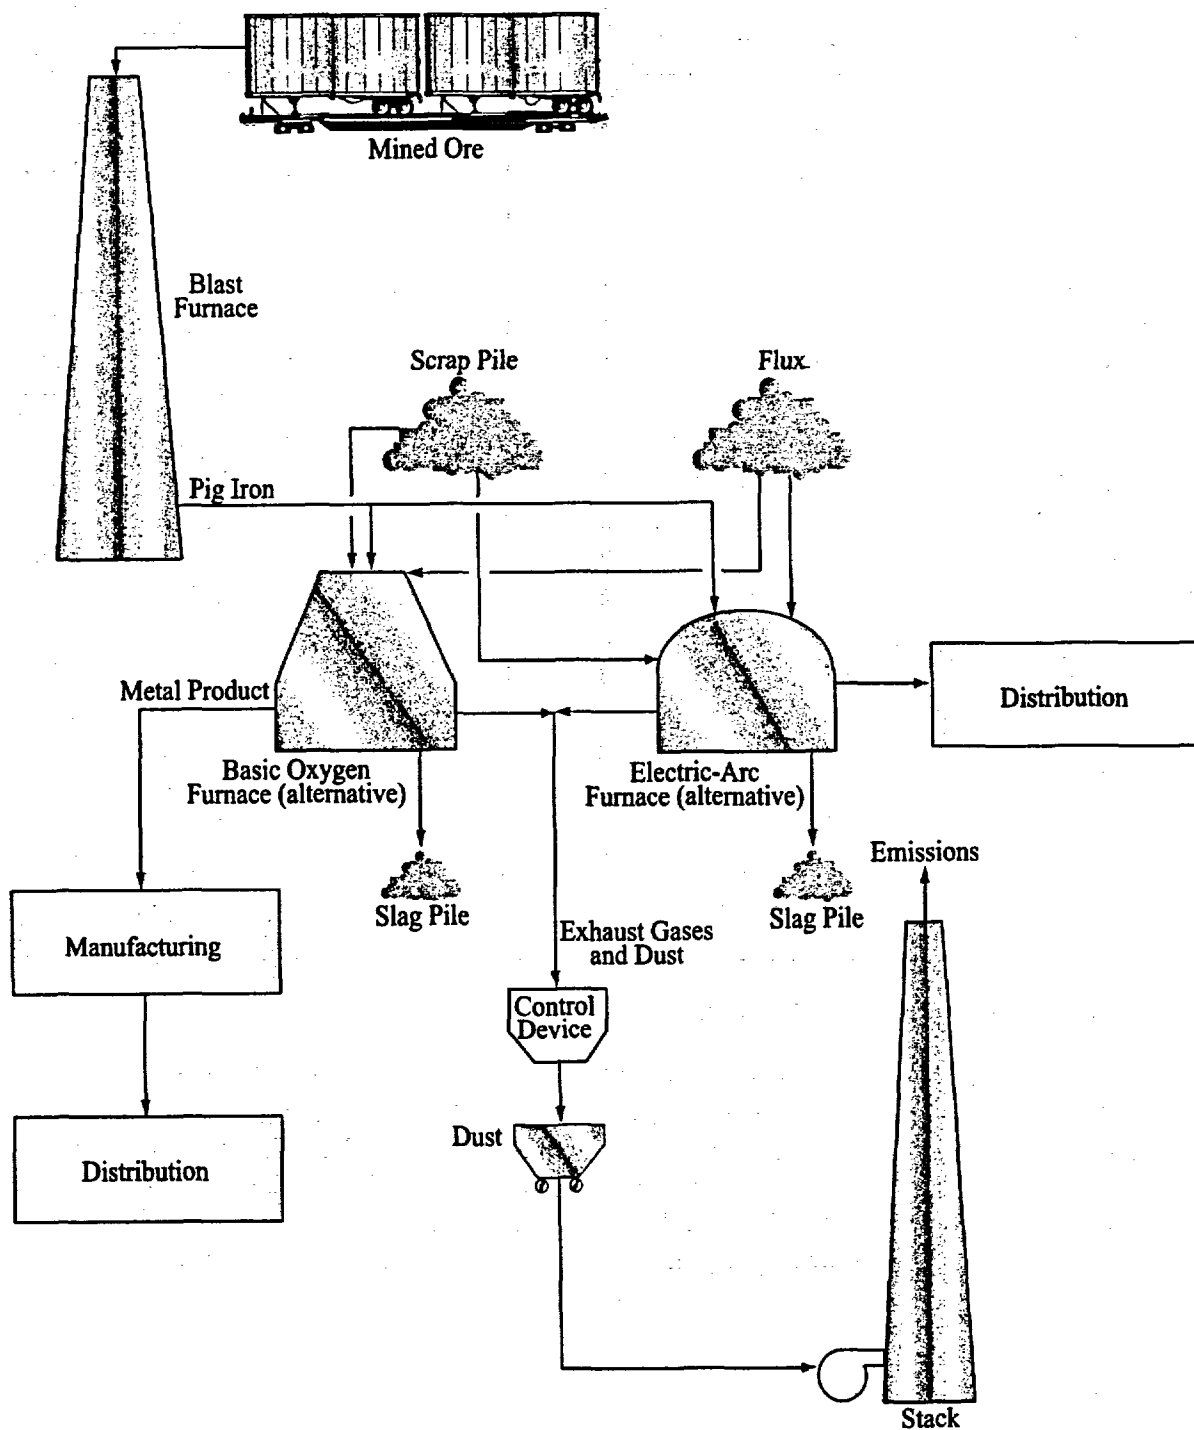 Mined Ore
Blast
Furnace
Scrap Pile
Flux
Pig Iron
Metal Product
Distribution
Basic Oxygen
Furnace (alternative)
Electric-Arc
Furnace (alternative)
Emissions
Slag Pile
Slag Pile
Manufacturing
Exhaust Gases
and Dust
Control
Device
Dust
Distribution
Stack